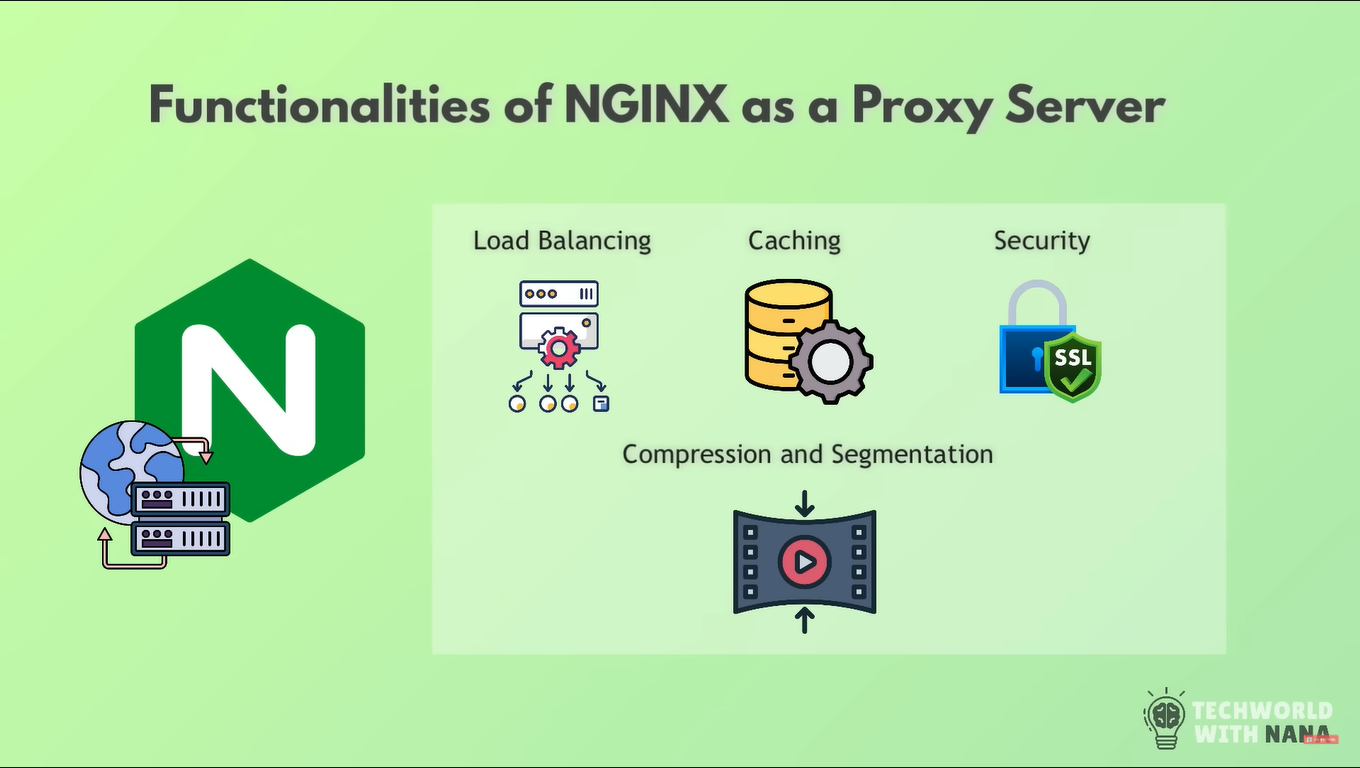 Functionalities of NGINX as a Proxy Server
Load Balancing
Caching
Security
SSL
Compression and Segmentation
N
TECHWORLD
WITH NANA